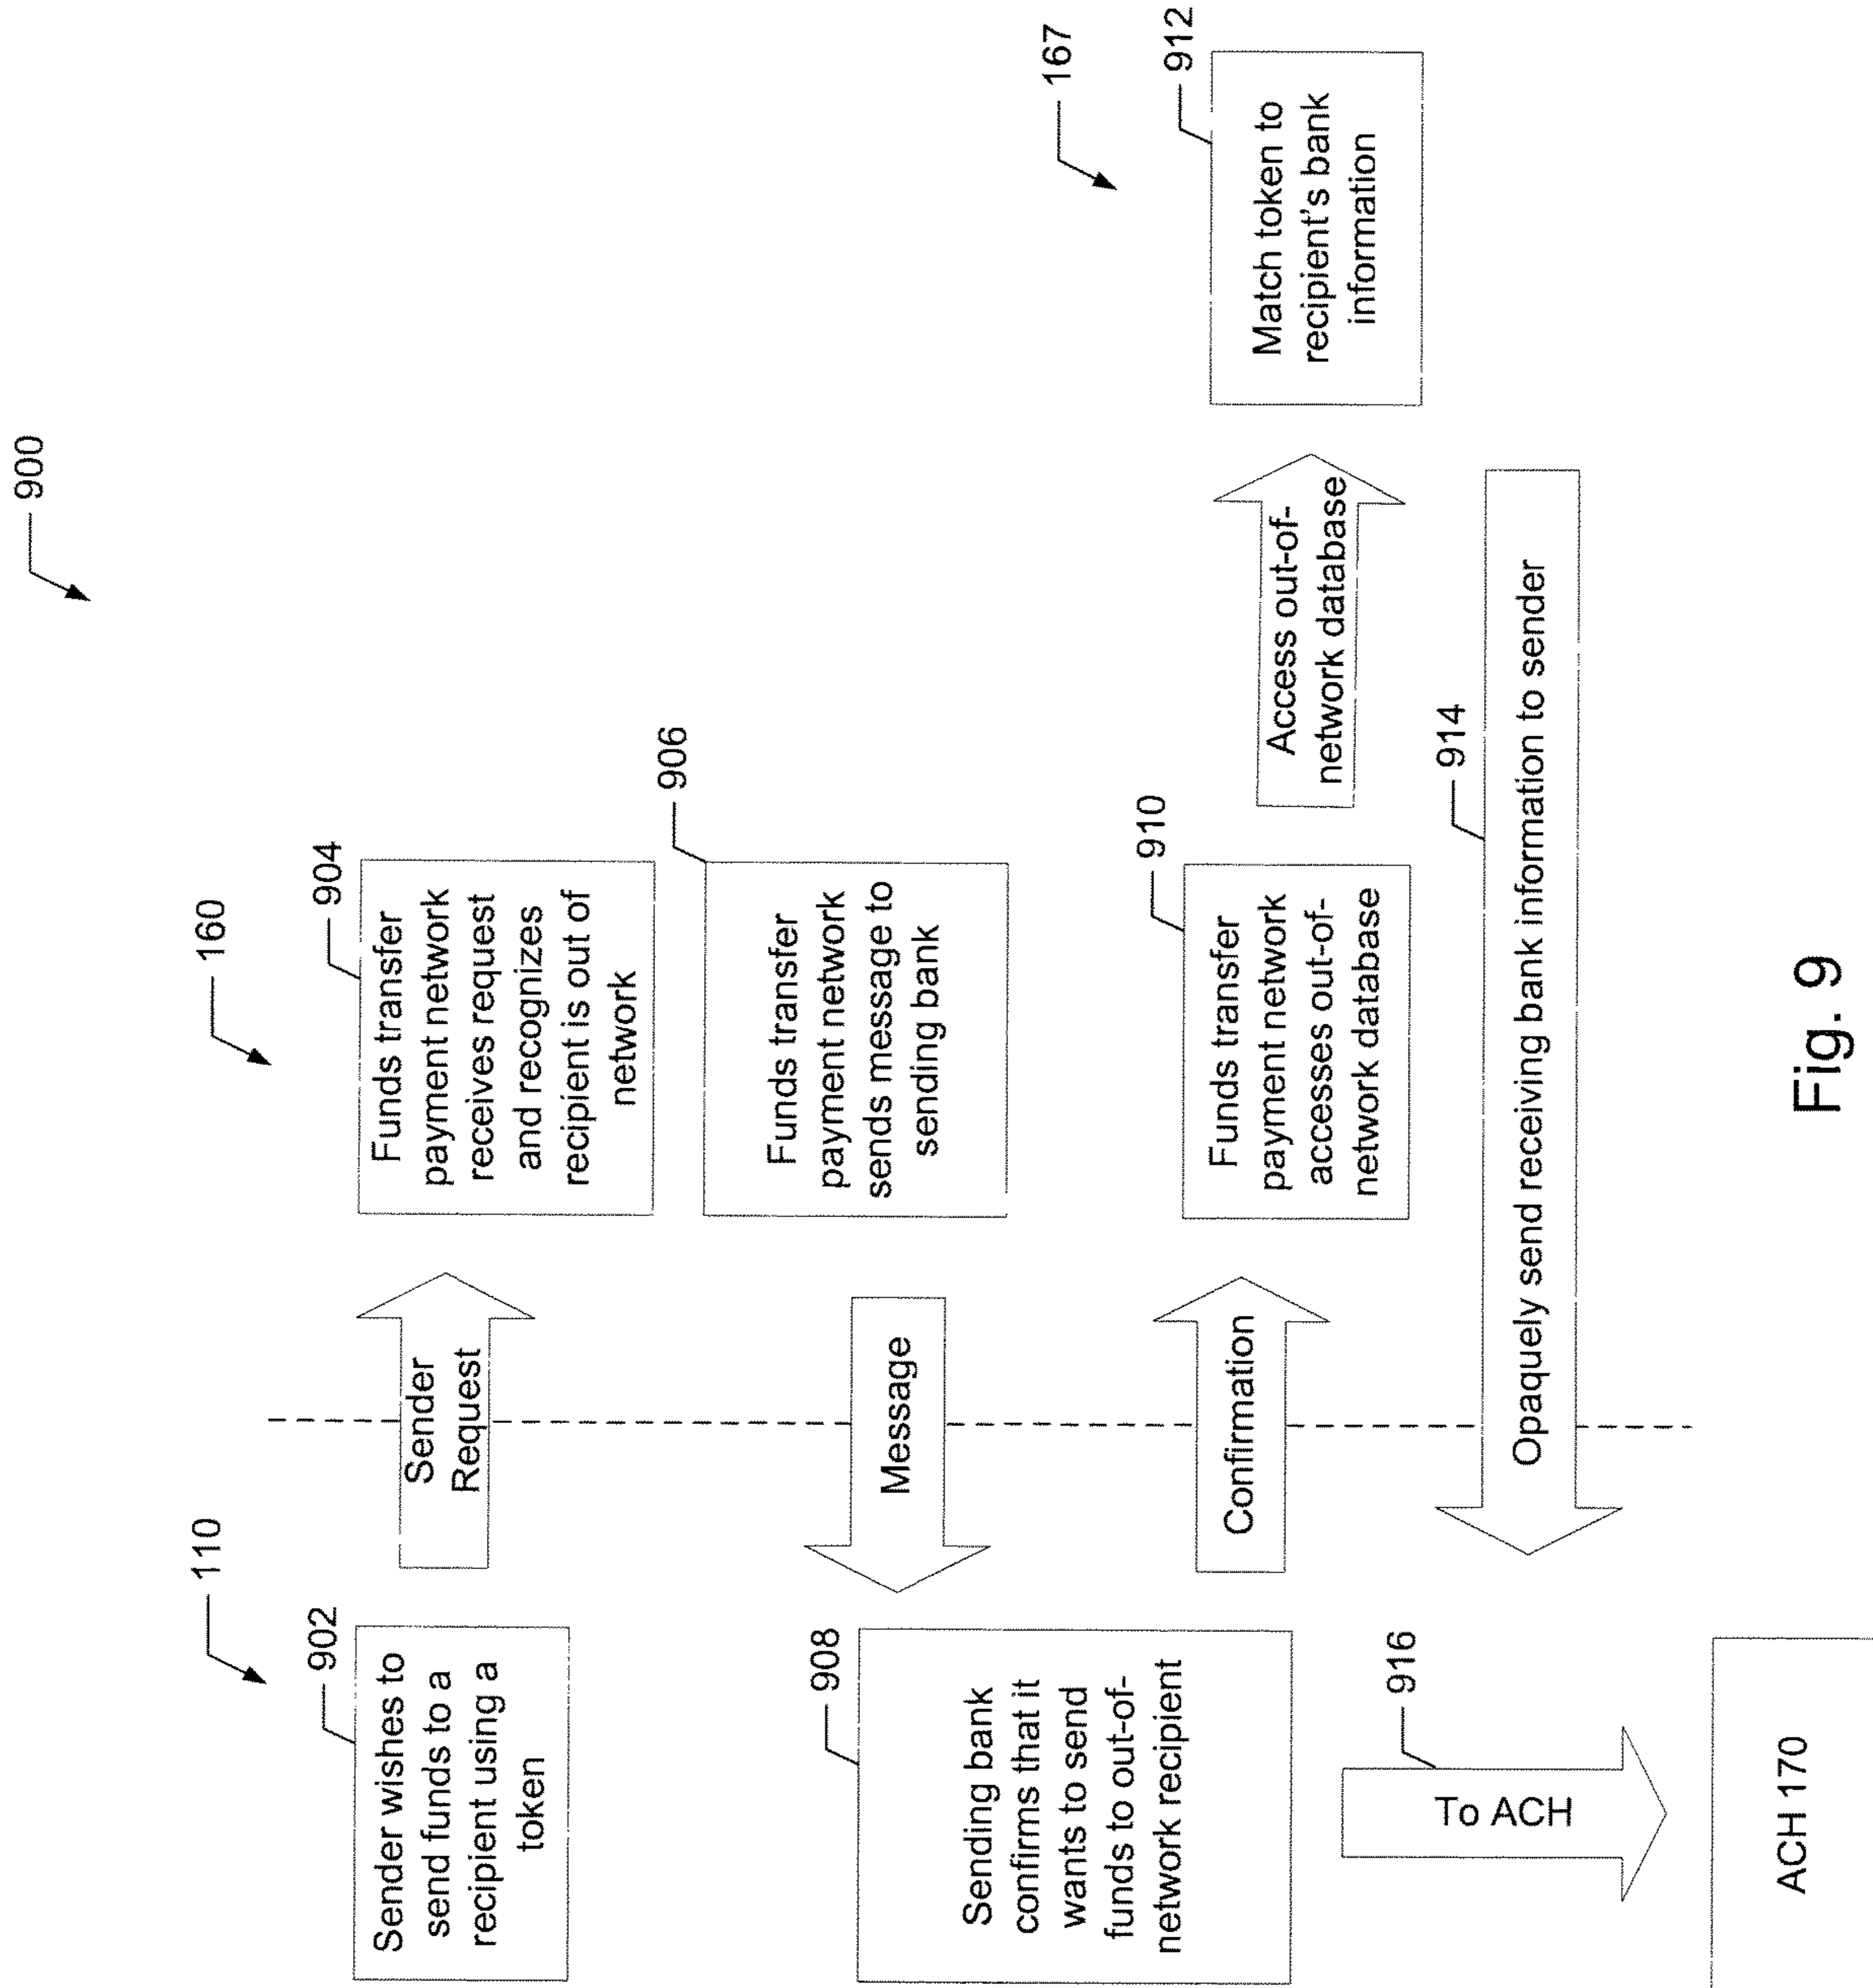 900
110
160
167
902
Sender wishes to
send funds to a
recipient using a
token
Sender
Request
904
Funds transfer
payment network
receives request
and recognizes
recipient is out of
network
906
Funds transfer
payment network
sends message to
sending bank
Message
908
Sending bank
confirms that it
wants to send
funds to out-of-
network recipient
Confirmation
910
Funds transfer
payment network
accesses out-of-
network database
Access out-of-
network database
912
Match token to
recipient's bank
information
914
Opaquely send receiving bank information to sender
916
To ACH
ACH 170
Fig. 9